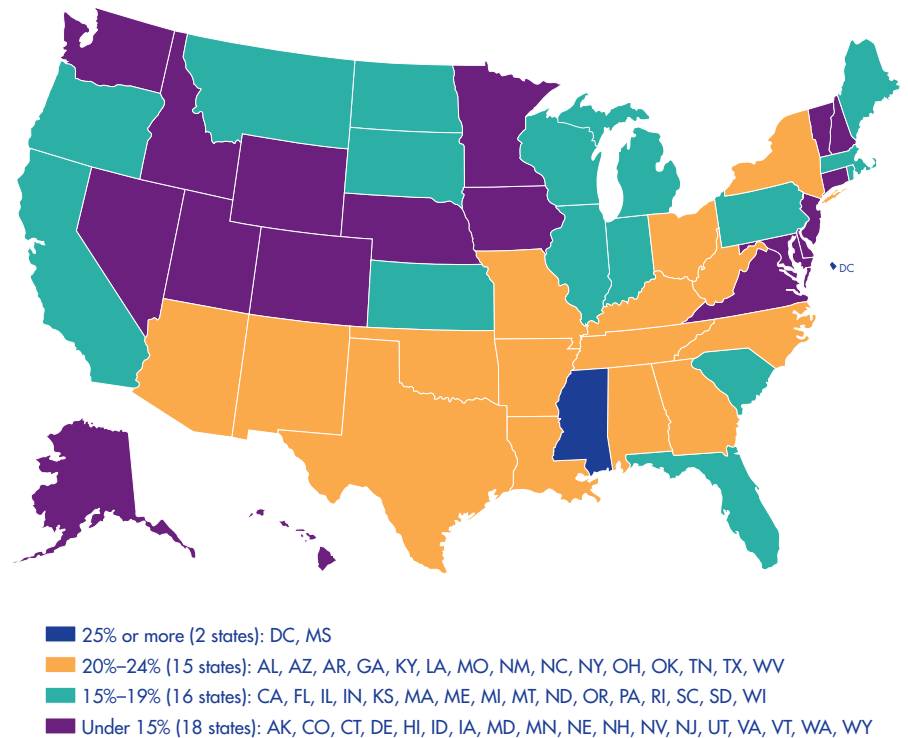 DC
25% or more (2 states): DC, MS
20%–24% (15 states): AL, AZ, AR, GA, KY, LA, MO, NM, NC, NY, OH, OK, TN, TX, WV
15%–19% (16 states): CA, FL, IL, IN, KS, MA, ME, MI, MT, ND, OR, PA, RI, SC, SD, WI
Under 15% (18 states): AK, CO, CT, DE, HI, ID, IA, MD, MN, NE, NH, NV, NJ, UT, VA, VT, WA, WY